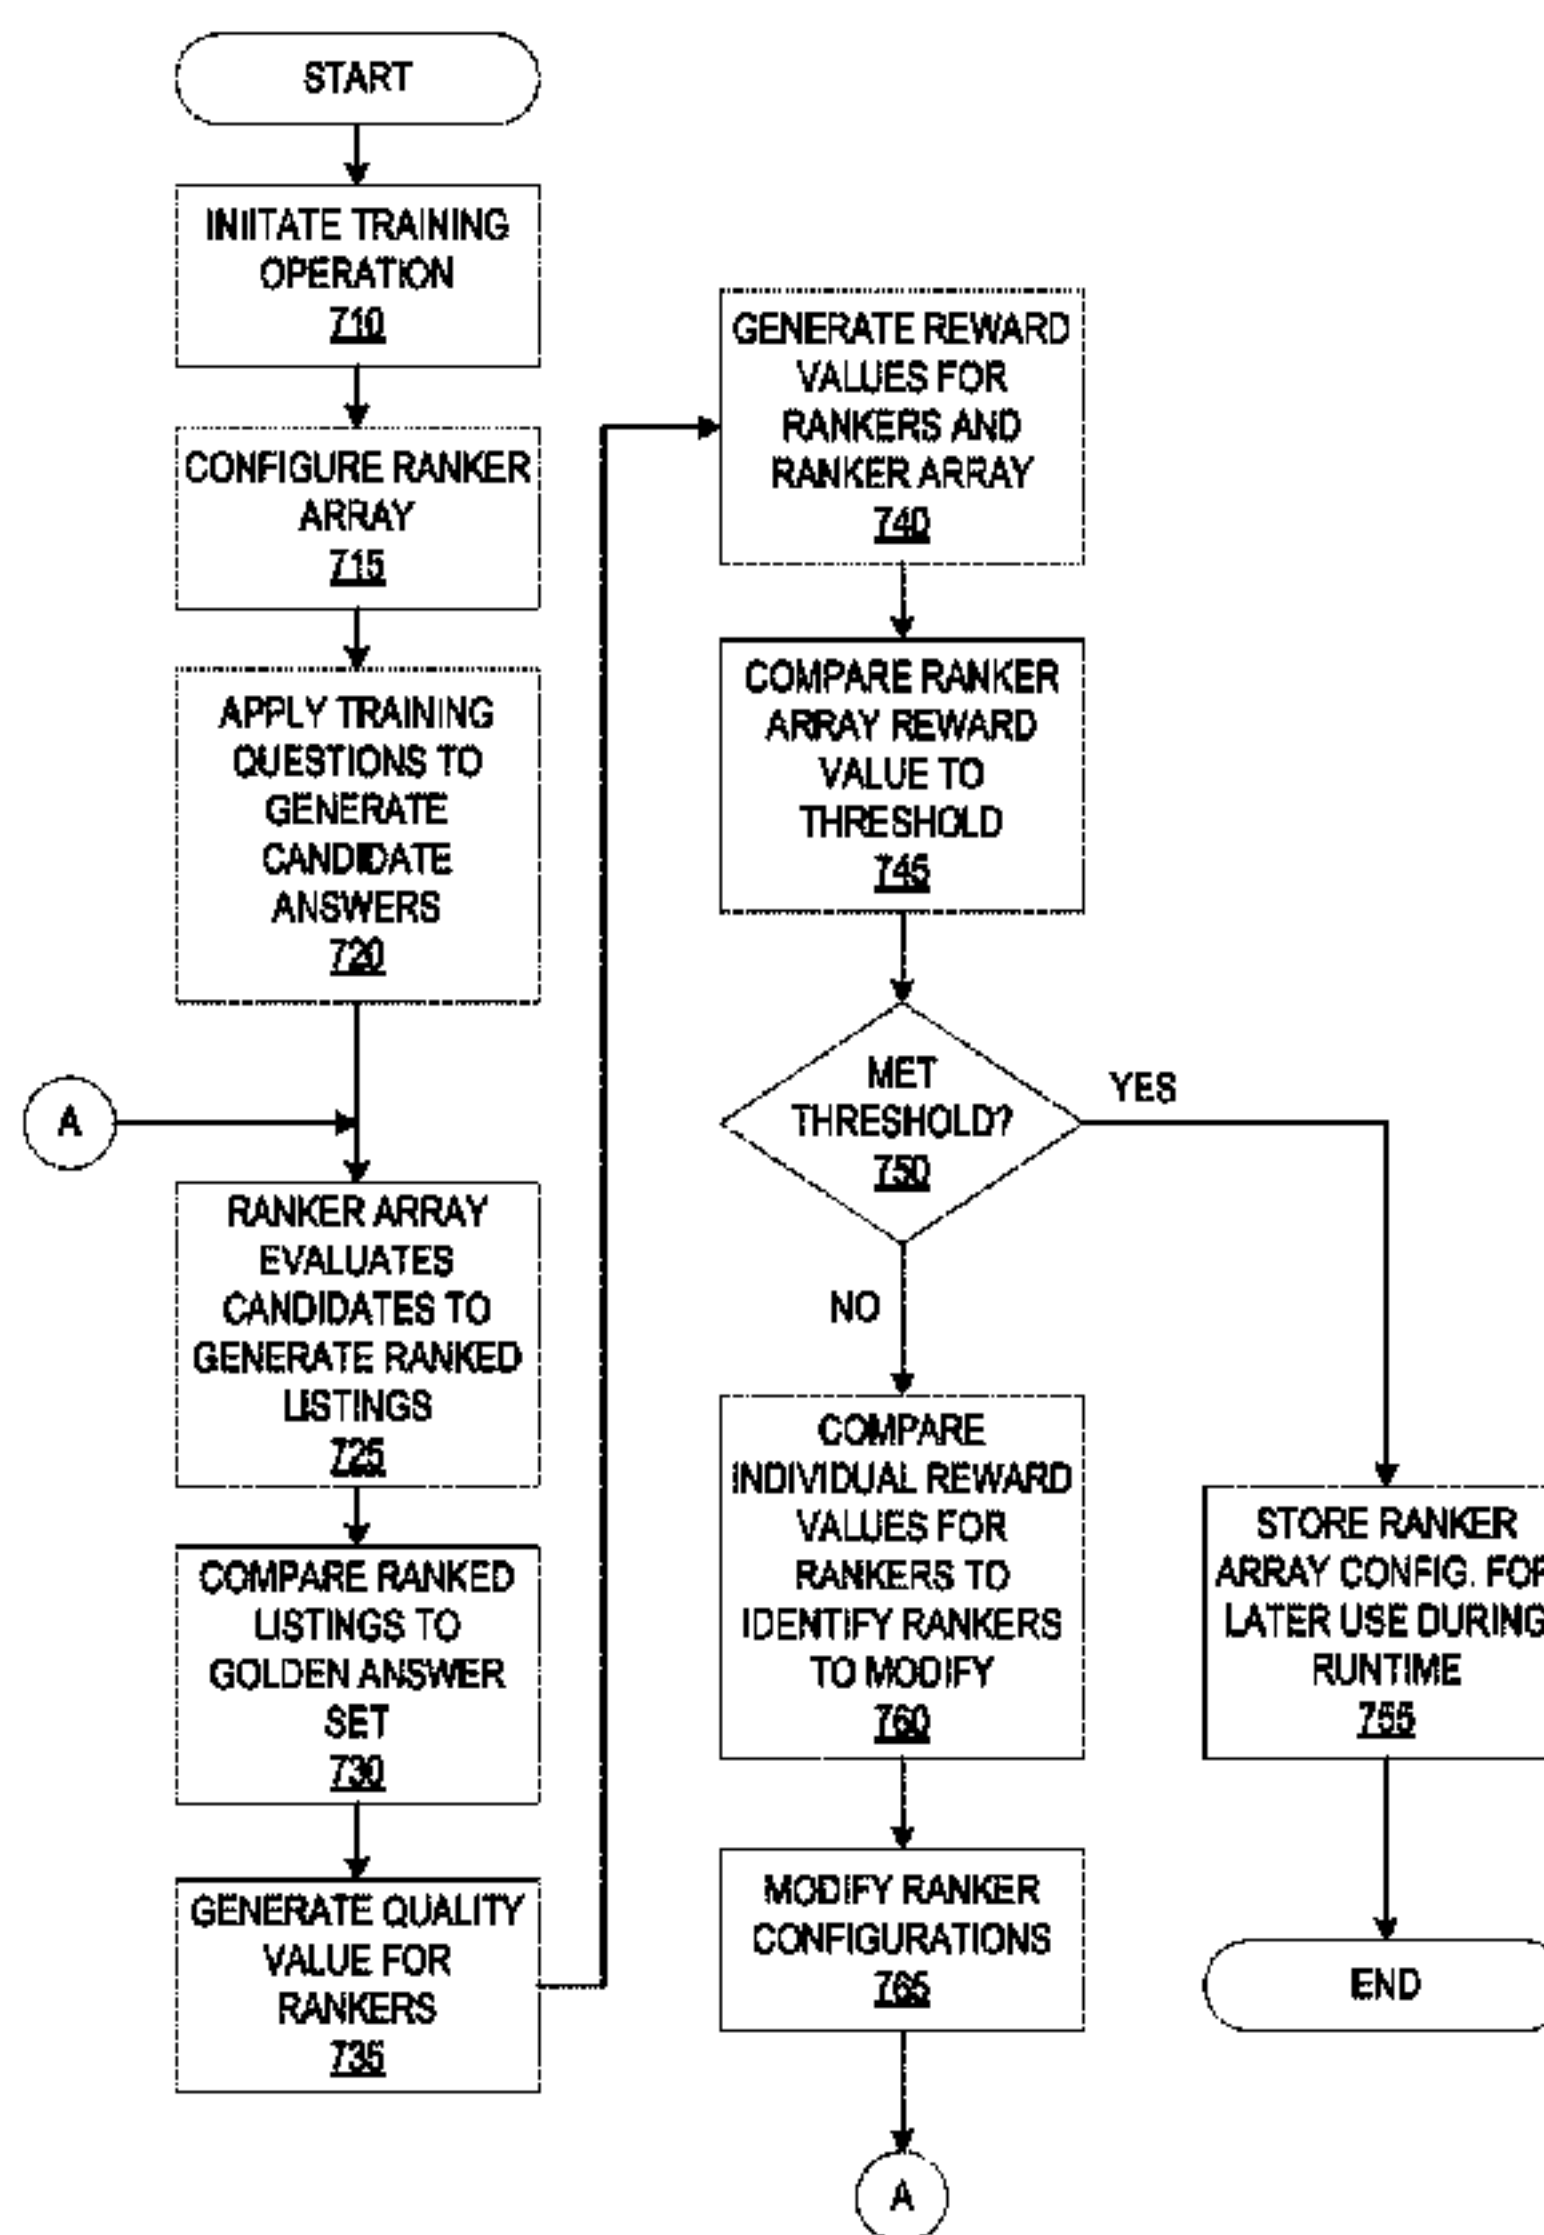 START
INIITATE TRAINING
OPERATION
710
CONFIGURE RANKER
ARRAY
715
APPLY TRAINING
QUESTIONS TO
GENERATE
CANDIDATE
ANSWERS
720
A
RANKER ARRAY
EVALUATES
CANDIDATES TO
GENERATE RANKED
LISTINGS
725
COMPARE RANKED
LISTINGS TO
GOLDEN ANSWER
SET
730
GENERATE QUALITY
VALUE FOR
RANKERS
735
GENERATE REWARD
VALUES FOR
RANKERS AND
RANKER ARRAY
740
COMPARE RANKER
ARRAY REWARD
VALUE TO
THRESHOLD
745
MET
THRESHOLD?
750
YES
NO
COMPARE
INDIVIDUAL REWARD
VALUES FOR
RANKERS TO
IDENTIFY RANKERS
TO MODIFY
760
MODIFY RANKER
CONFIGURATIONS
765
A
STORE RANKER
ARRAY CONFIG. FOR
LATER USE DURING
RUNTIME
755
END